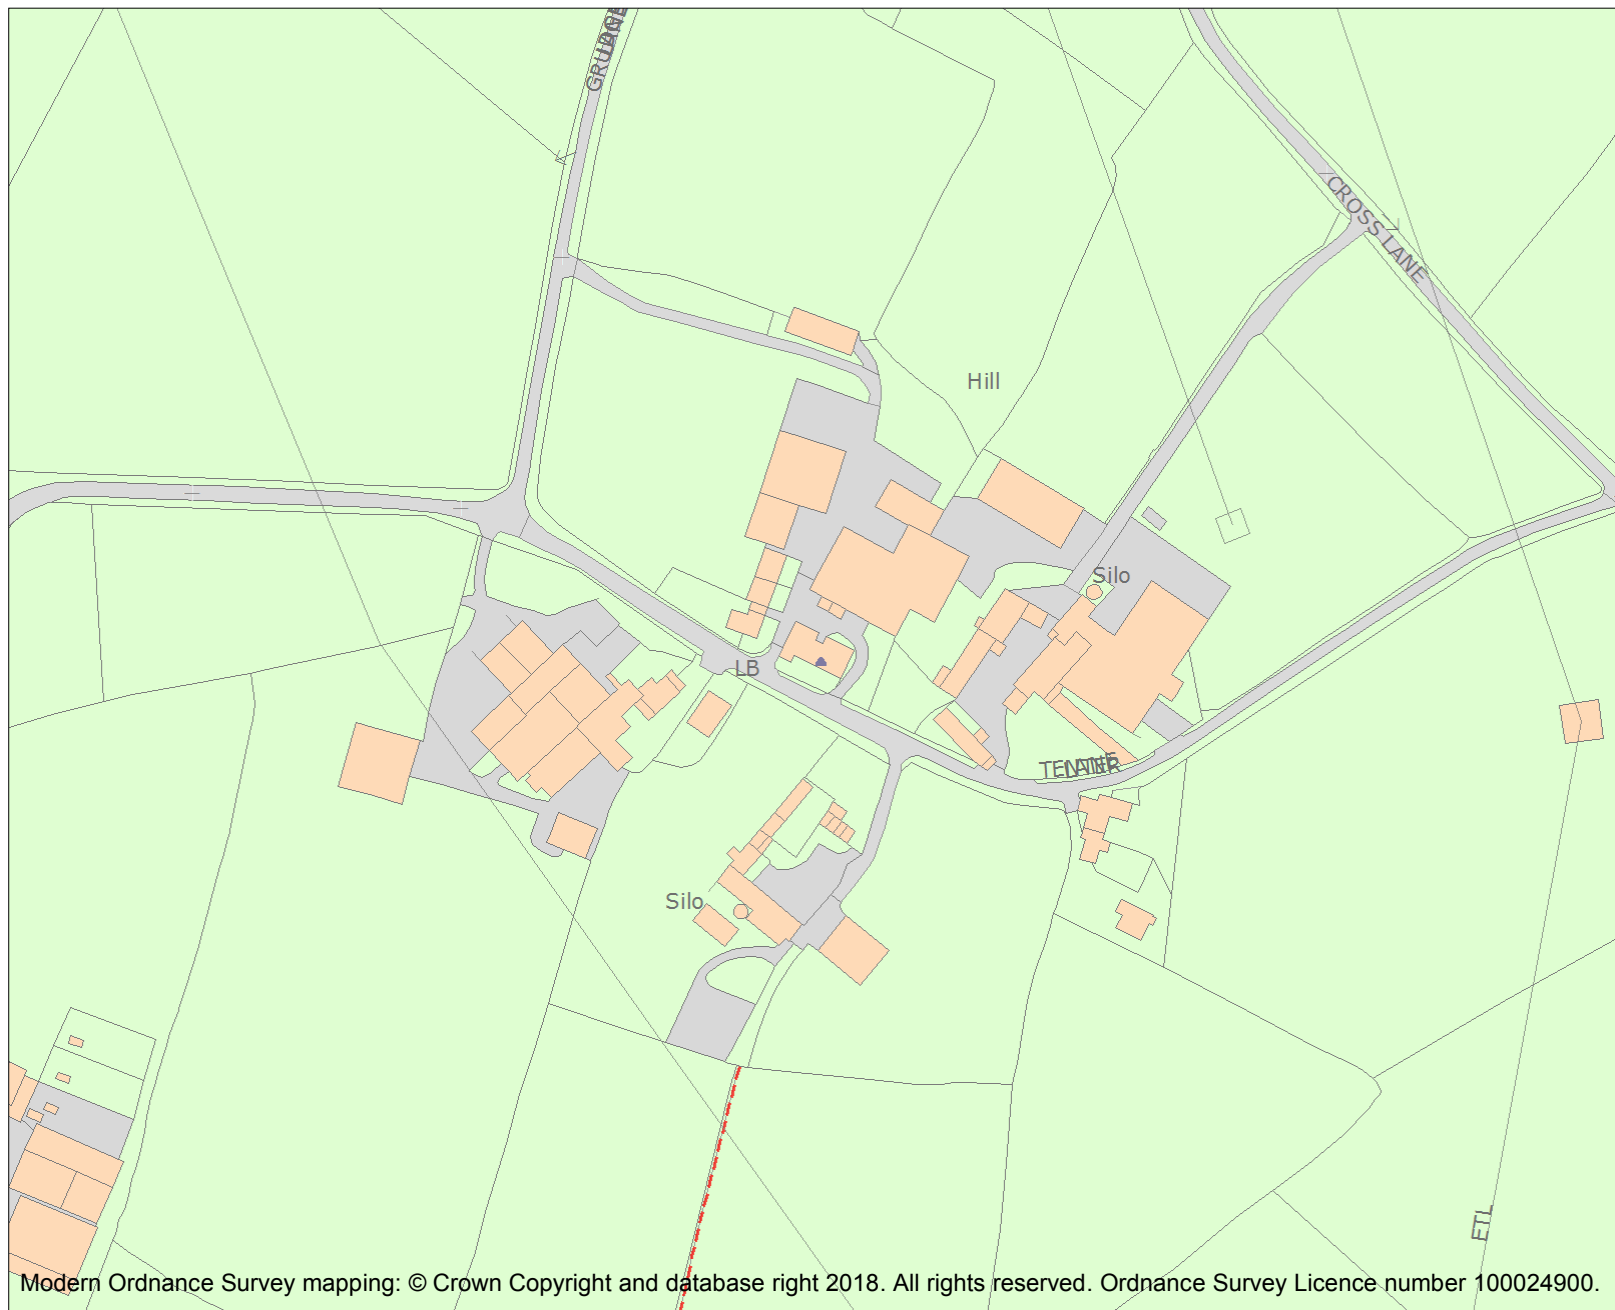 CROSS LANE
Hill
Silo
LB
Silo
ETL
Modern Ordnance Survey mapping: © Crown Copyright and database right 2018. All rights reserved. Ordnance Survey Licence number 100024900.